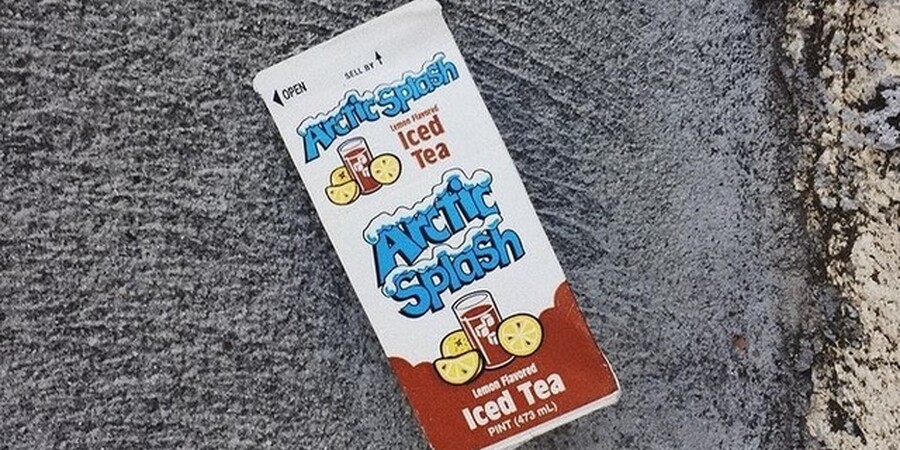 OPEN
SELL BY
Arctic Splash
Lemon Flavored
Iced
Tea
Arctic
Splash
Lemon Flavored
Iced Tea
PINT (473 mL)